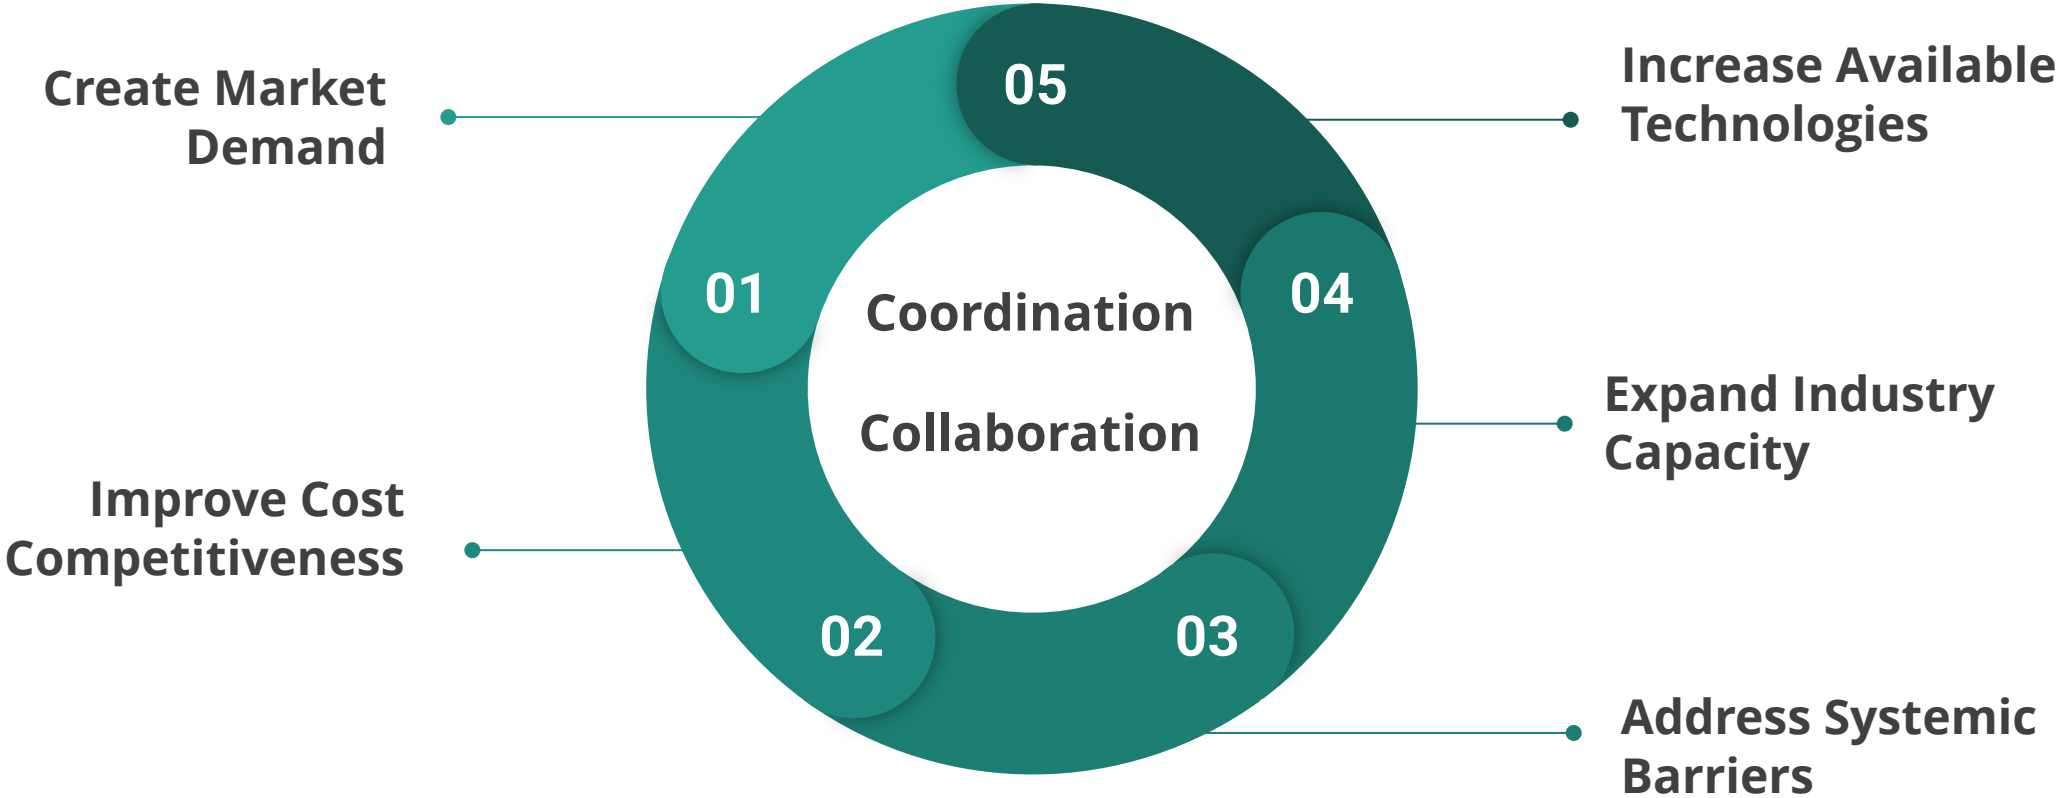 Create Market
Demand
01
Improve Cost
Competitiveness
02
Address Systemic
Barriers
03
Expand Industry
Capacity
04
Increase Available
Technologies
05
Coordination
Collaboration